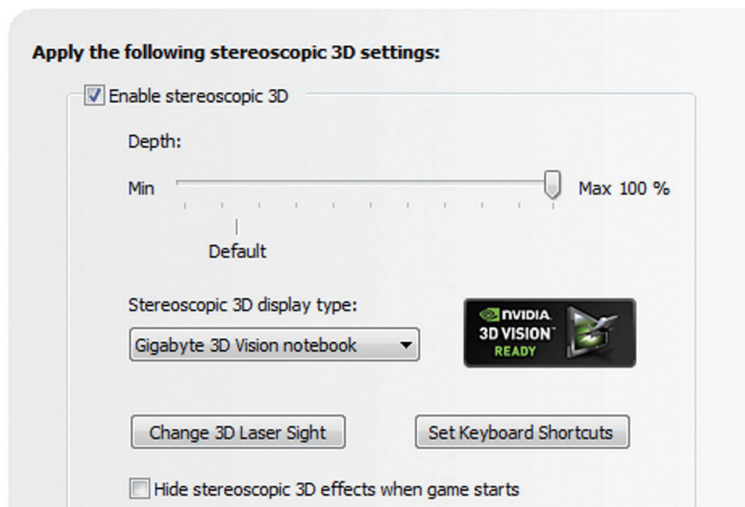 Apply the following stereoscopic 3D settings:
Enable stereoscopic 3D
Depth:
Min Max 100 %
Default
Stereoscopic 3D display type:
Gigabyte 3D Vision notebook
NVIDIA
3D VISION™
READY
Change 3D Laser Sight Set Keyboard Shortcuts
Hide stereoscopic 3D effects when game starts